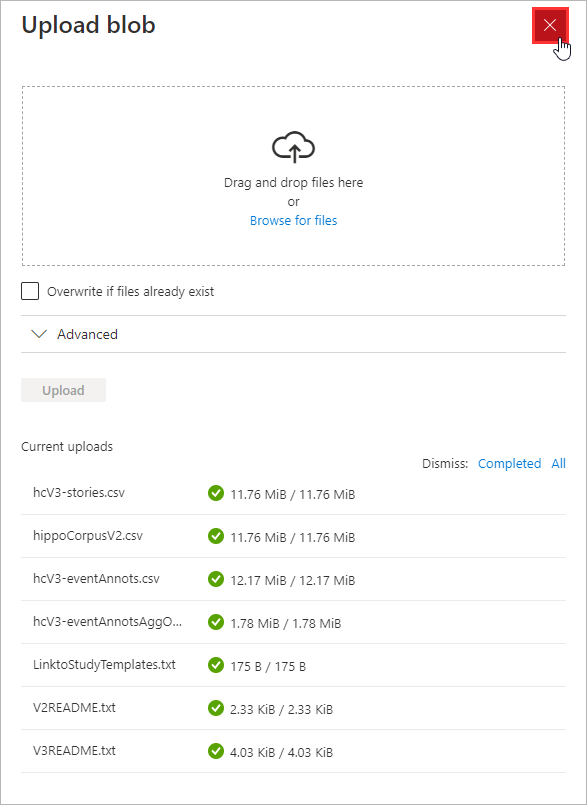 Upload blob
Drag and drop files here
or
Browse for files
Overwrite if files already exist
Advanced
Upload
Current uploads
Dismiss: Completed All
hcV3-stories.csv 11.76 MiB / 11.76 MiB
hippoCorpusV2.csv 11.76 MiB / 11.76 MiB
hcV3-eventAnnots.csv 12.17 MiB / 12.17 MiB
hcV3-eventAnnotsAggO... 1.78 MiB / 1.78 MiB
LinktoStudyTemplates.txt 175 B / 175 B
V2README.txt 2.33 KiB / 2.33 KiB
V3README.txt 4.03 KiB / 4.03 KiB